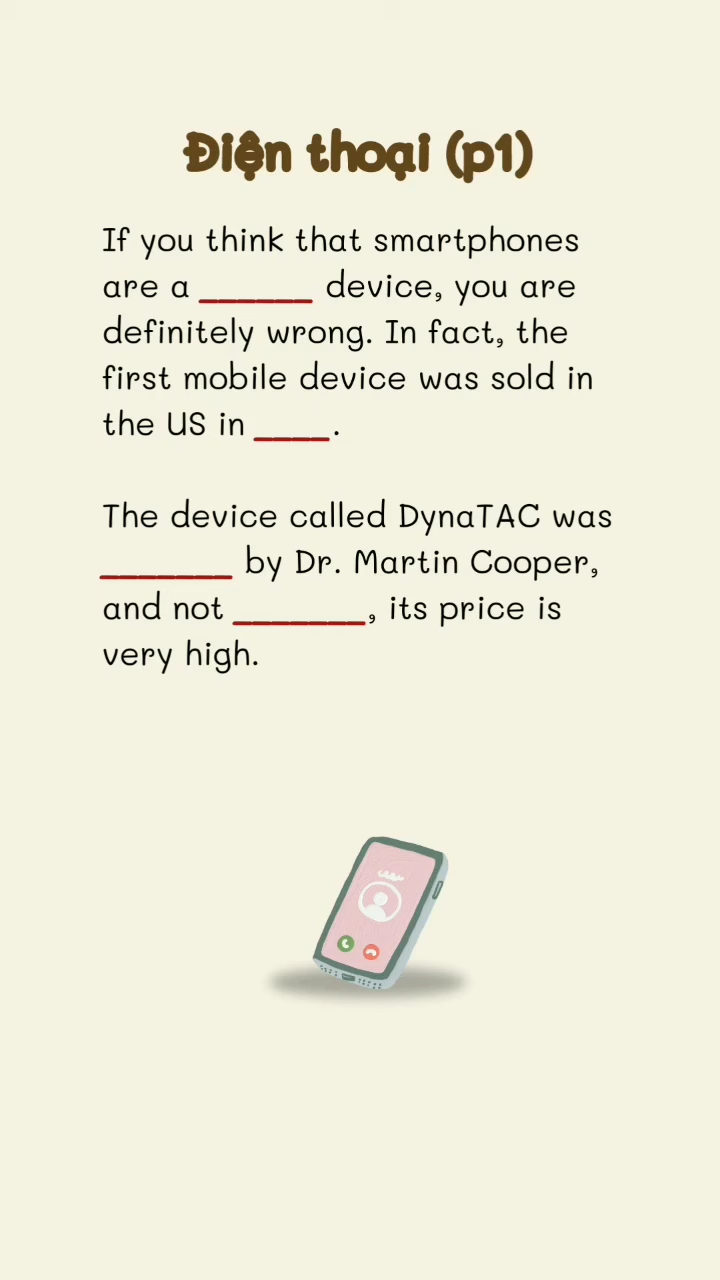 Điện thoại (p1)
If you think that smartphones
are a ______ device, you are
definitely wrong. In fact, the
first mobile device was sold in
the US in ____.
The device called DynaTAC was
_______ by Dr. Martin Cooper,
and not _______, its price is
very high.